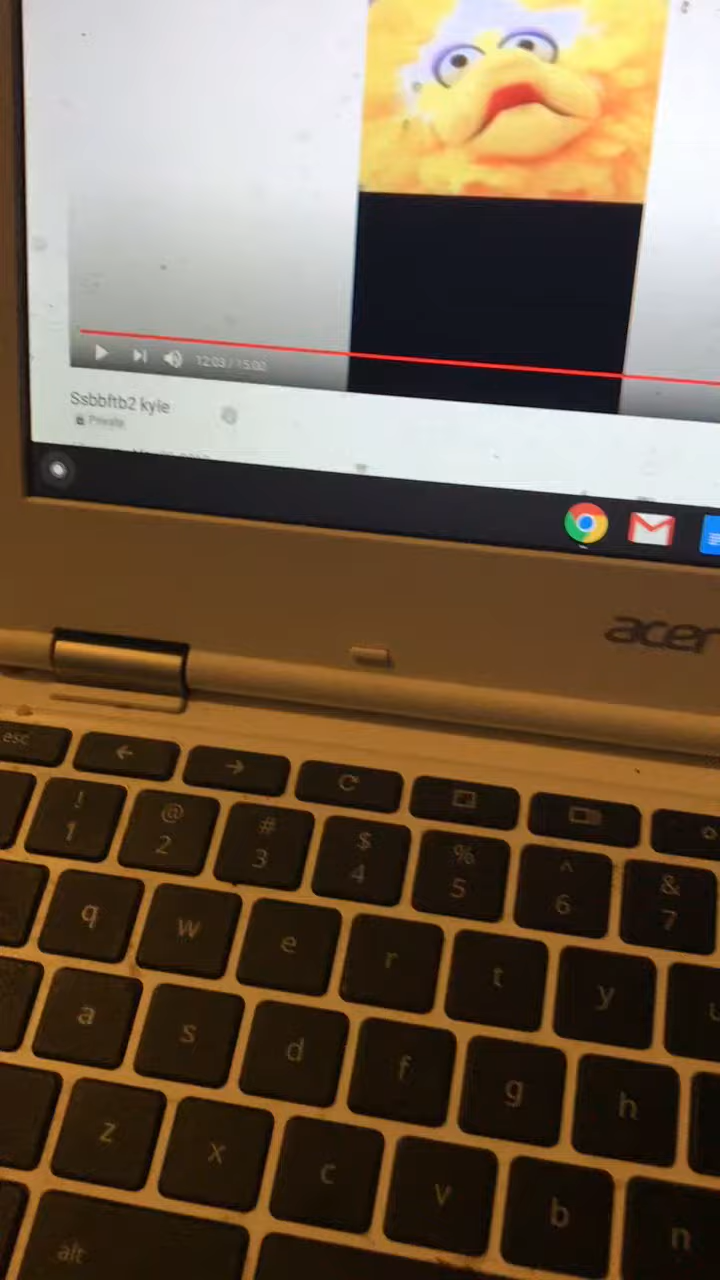 12:03 / 15:00
Ssbbftb2 kyle
Private
acer
esc
! @ # $ % ^ &
1 2 3 4 5 6 7
q w e r t y
a s d f g h
z x c v b n
alt